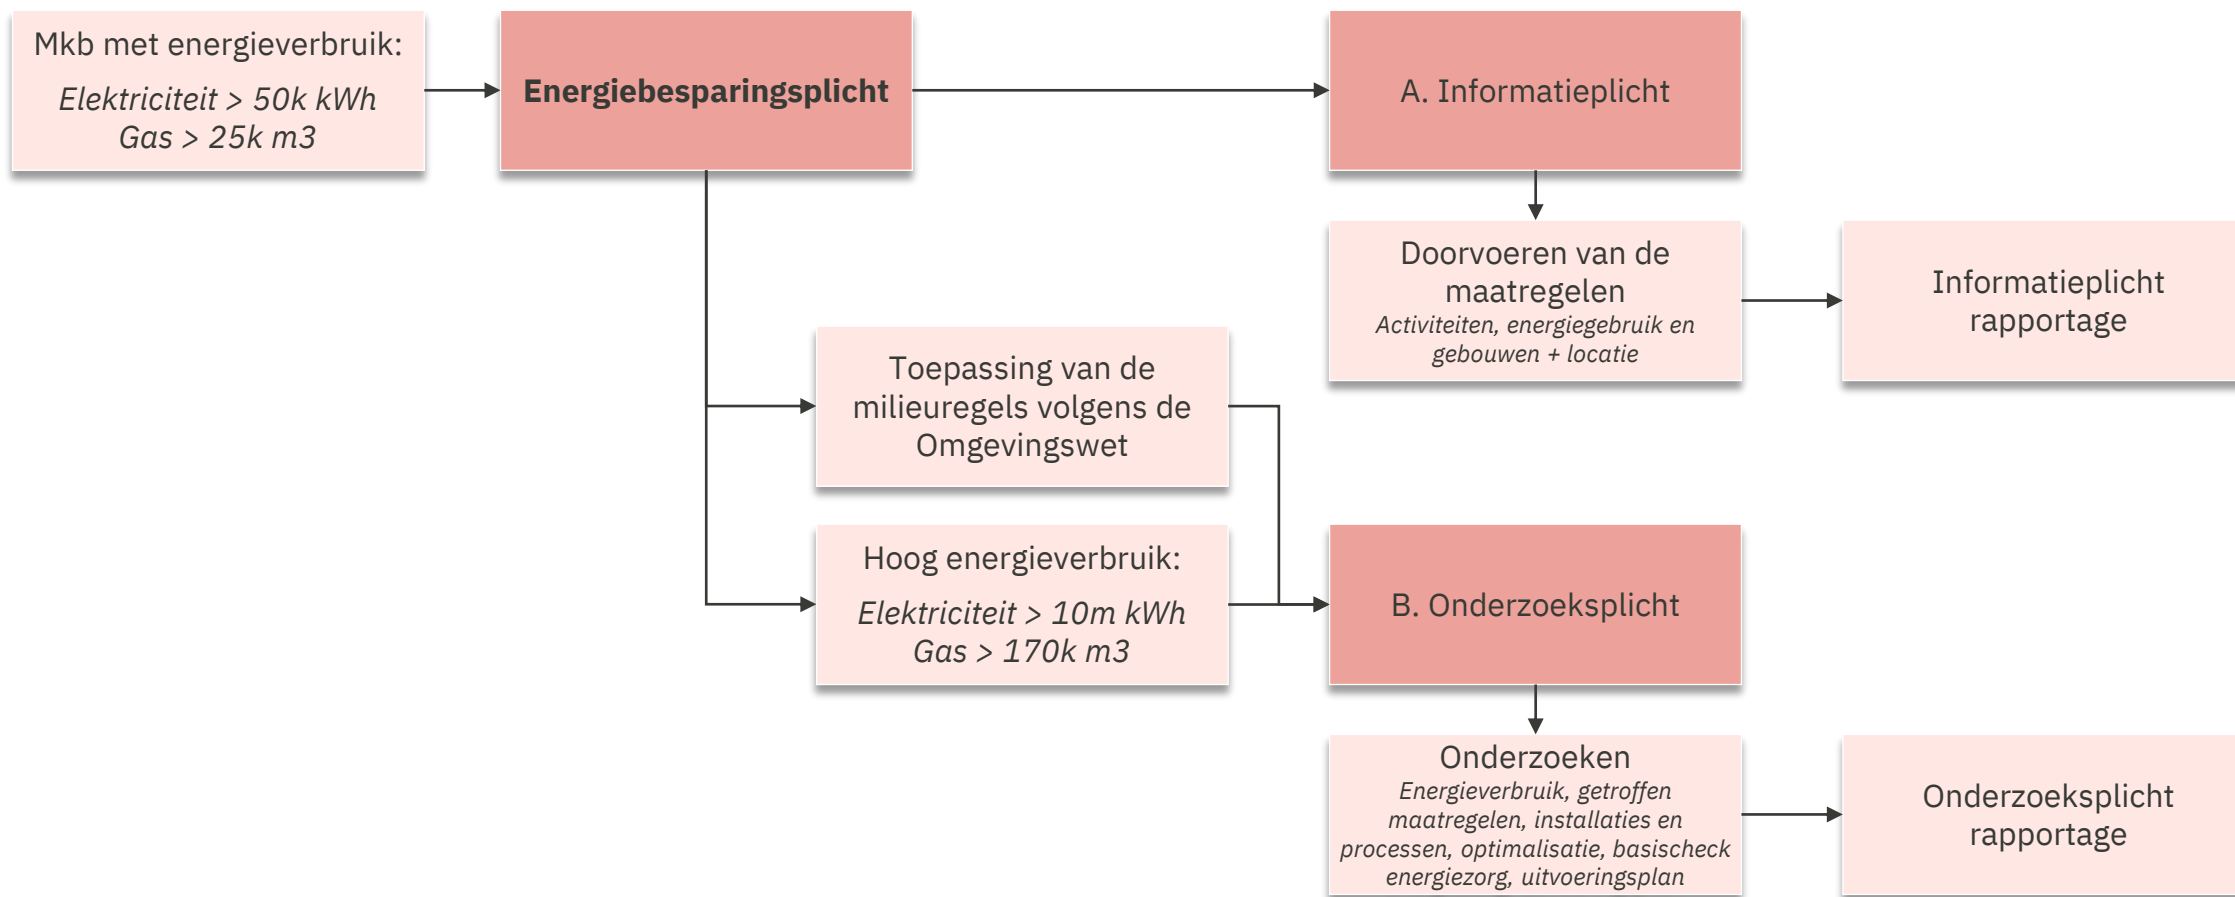 Mkb met energieverbruik:
Elektriciteit > 50k kWh
Gas > 25k m3
Energiebesparingsplicht
A. Informatieplicht
Doorvoeren van de
maatregelen
Activiteiten, energiegebruik en
gebouwen + locatie
Informatieplicht
rapportage
Toepassing van de
milieuregels volgens de
Omgevingswet
Hoog energieverbruik:
Elektriciteit > 10m kWh
Gas > 170k m3
B. Onderzoeksplicht
Onderzoeken
Energieverbruik, getroffen
maatregelen, installaties en
processen, optimalisatie, basischeck
energiezorg, uitvoeringsplan
Onderzoeksplicht
rapportage